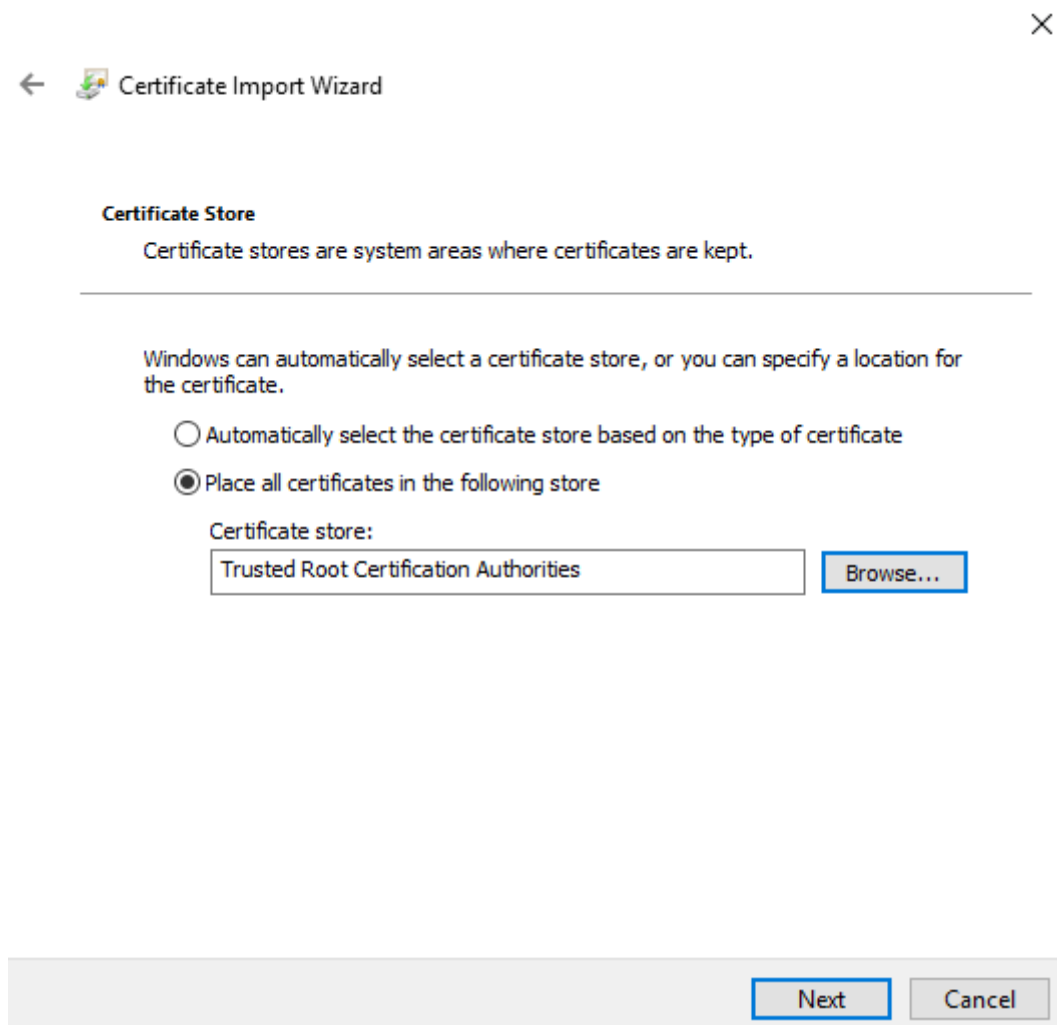 Certificate Import Wizard
Certificate Store
Certificate stores are system areas where certificates are kept.
Windows can automatically select a certificate store, or you can specify a location for
the certificate.
Automatically select the certificate store based on the type of certificate
Place all certificates in the following store
Certificate store:
Trusted Root Certification Authorities
Browse...
Next
Cancel